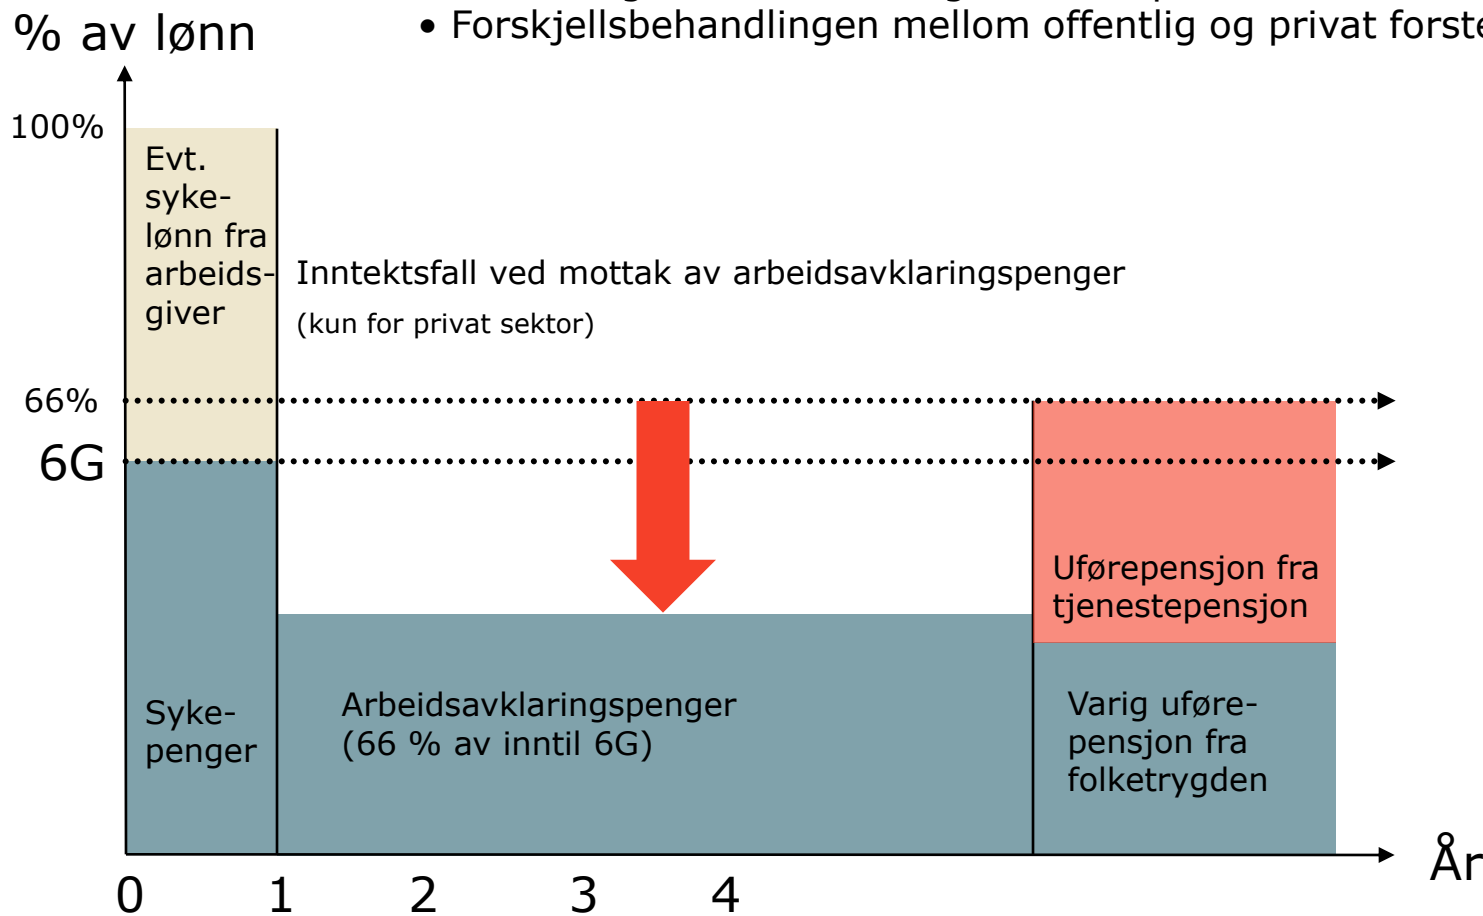 % av lønn
• Forskjellsbehandlingen mellom offentlig og privat
100%
Evt.
syke-
lønn fra
arbeids-
giver
Inntektsfall ved mottak av arbeidsavklaringspenger
(kun for privat sektor)
66%
6G
Uførepensjon fra
tjenestepensjon
Syke-
penger
Arbeidsavklaringspenger
(66 % av inntil 6G)
Varig uføre-
pensjon fra
folketrygden
År
0 1 2 3 4